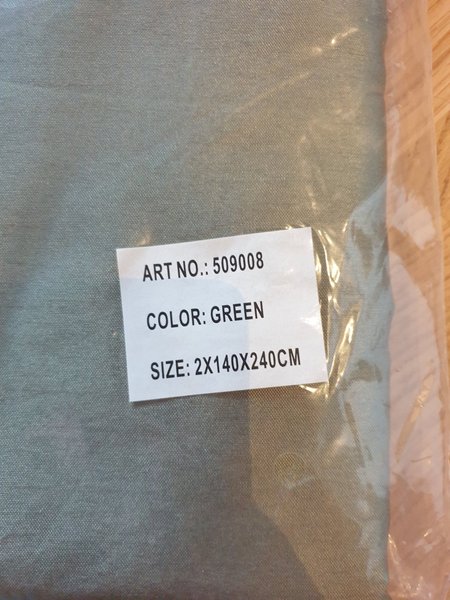 ART NO.: 509008
COLOR: GREEN
SIZE: 2X140X240CM